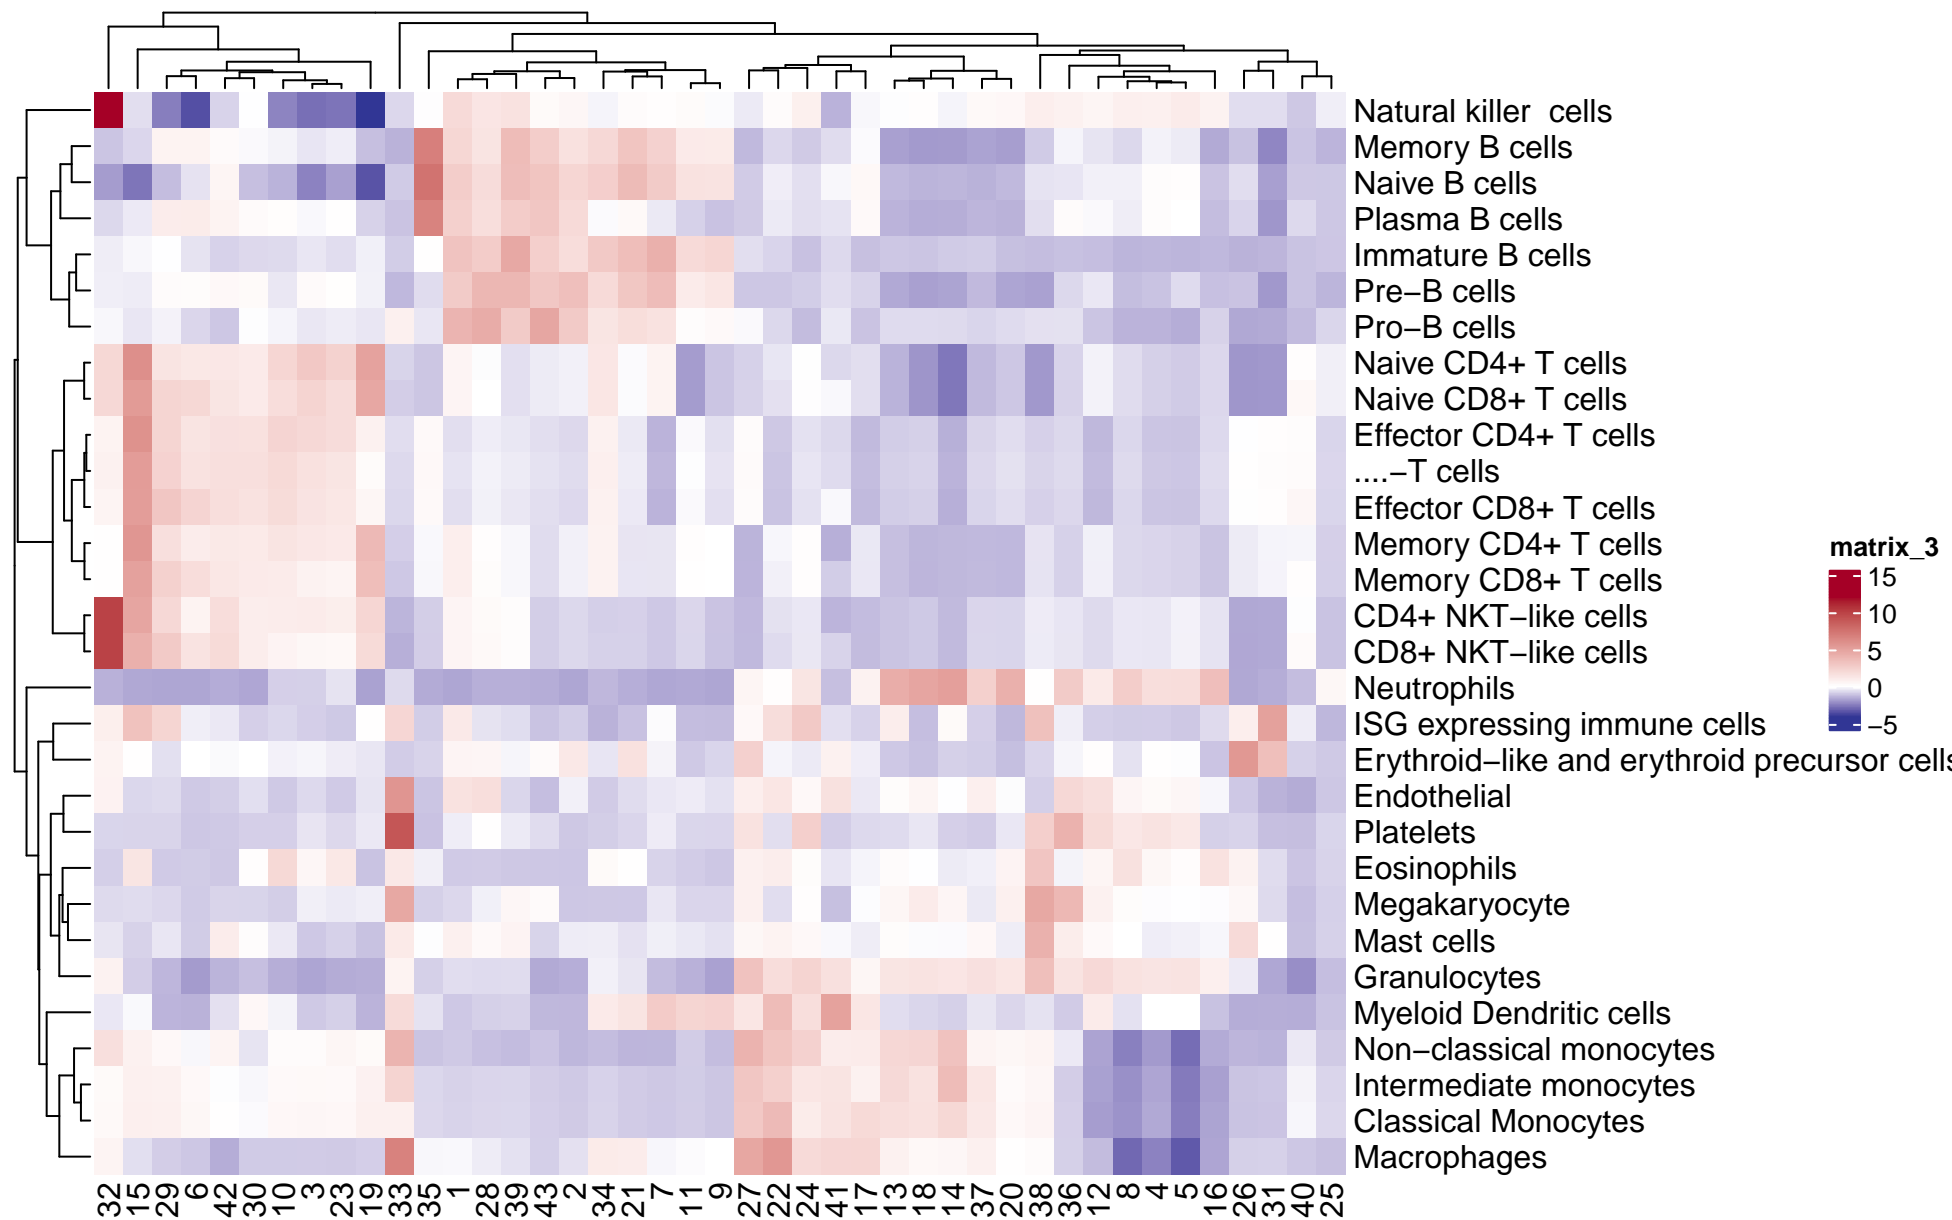 Natural killer  cells
Memory B cells
Naive B cells
Plasma B cells
Immature B cells
Pre−B cells
Pro−B cells
Naive CD4+ T cells
Naive CD8+ T cells
Effector CD4+ T cells
....−T cells
Effector CD8+ T cells
Memory CD4+ T cells
Memory CD8+ T cells
CD4+ NKT−like cells
CD8+ NKT−like cells
Neutrophils
ISG expressing immune cells
Erythroid−like and erythroid precursor cells
Endothelial
Platelets
Eosinophils
Megakaryocyte
Mast cells
Granulocytes
Myeloid Dendritic cells
Non−classical monocytes
Intermediate monocytes
Classical Monocytes
Macrophages
matrix_3
15
10
5
0
−5
32 15 29 6 42 30 10 3 23 19 33 35 1 28 39 43 2 34 21 7 11 9 27 22 24 41 17 13 18 14 37 20 38 36 12 8 4 5 16 26 31 40 25